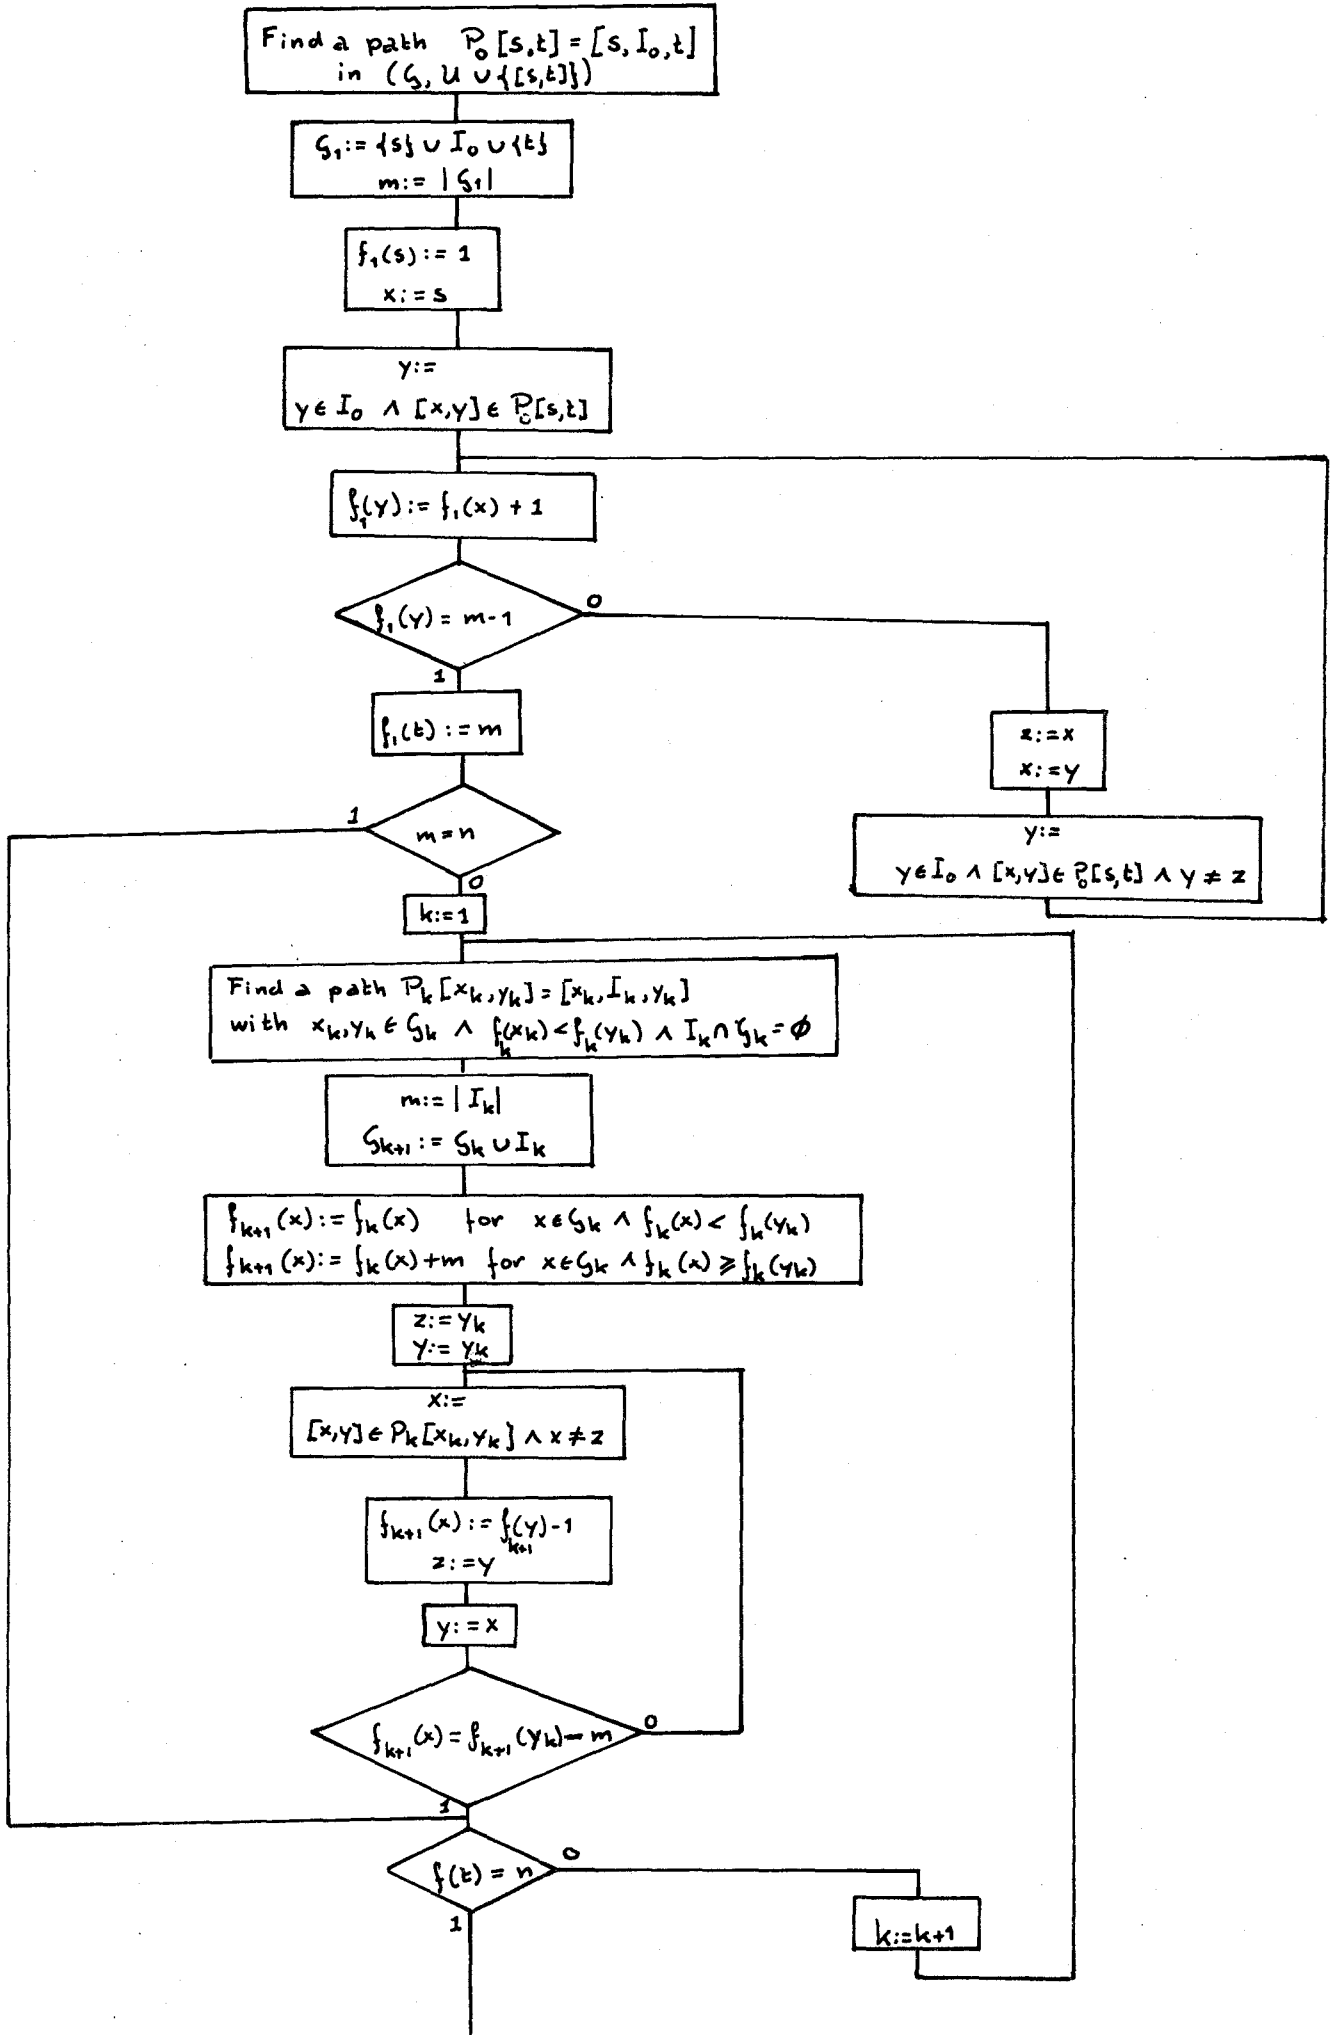 Find a path P₀[s,t]=[s,I₀,t]
in (G, U ∪ {[s,t]})
G₁:= {s} ∪ I₀ ∪ {t}
m:= |G₁|
f₁(s):= 1
x:= s
y:=
y ∈ I₀ ∧ [x,y] ∈ P₀[s,t]
f₁(y):= f₁(x) + 1
f₁(y) = m-1
0
1
f₁(t):= m
z:=x
x:=y
m=n
1
0
y:=
y ∈ I₀ ∧ [x,y] ∈ P₀[s,t] ∧ y ≠ z
k:=1
Find a path Pₖ[xₖ,yₖ]=[xₖ,Iₖ,yₖ]
with xₖ,yₖ ∈ Gₖ ∧ fₖ(xₖ)<fₖ(yₖ) ∧ Iₖ∩Gₖ=ϕ
m:= |Iₖ|
Gₖ₊₁:= Gₖ ∪ Iₖ
fₖ₊₁(x):= fₖ(x) for x∈Gₖ ∧ fₖ(x) < fₖ(yₖ)
fₖ₊₁(x):= fₖ(x)+m for x∈Gₖ ∧ fₖ(x) ⩾ fₖ(yₖ)
z:= yₖ
y:= yₖ
x:=
[x,y] ∈ Pₖ[xₖ,yₖ] ∧ x ≠ z
fₖ₊₁(x):= fₖ₊₁(y)-1
z:=y
y:=x
fₖ₊₁(x) = fₖ₊₁(yₖ) - m
0
1
f(t) = n
0
1
k:=k+1